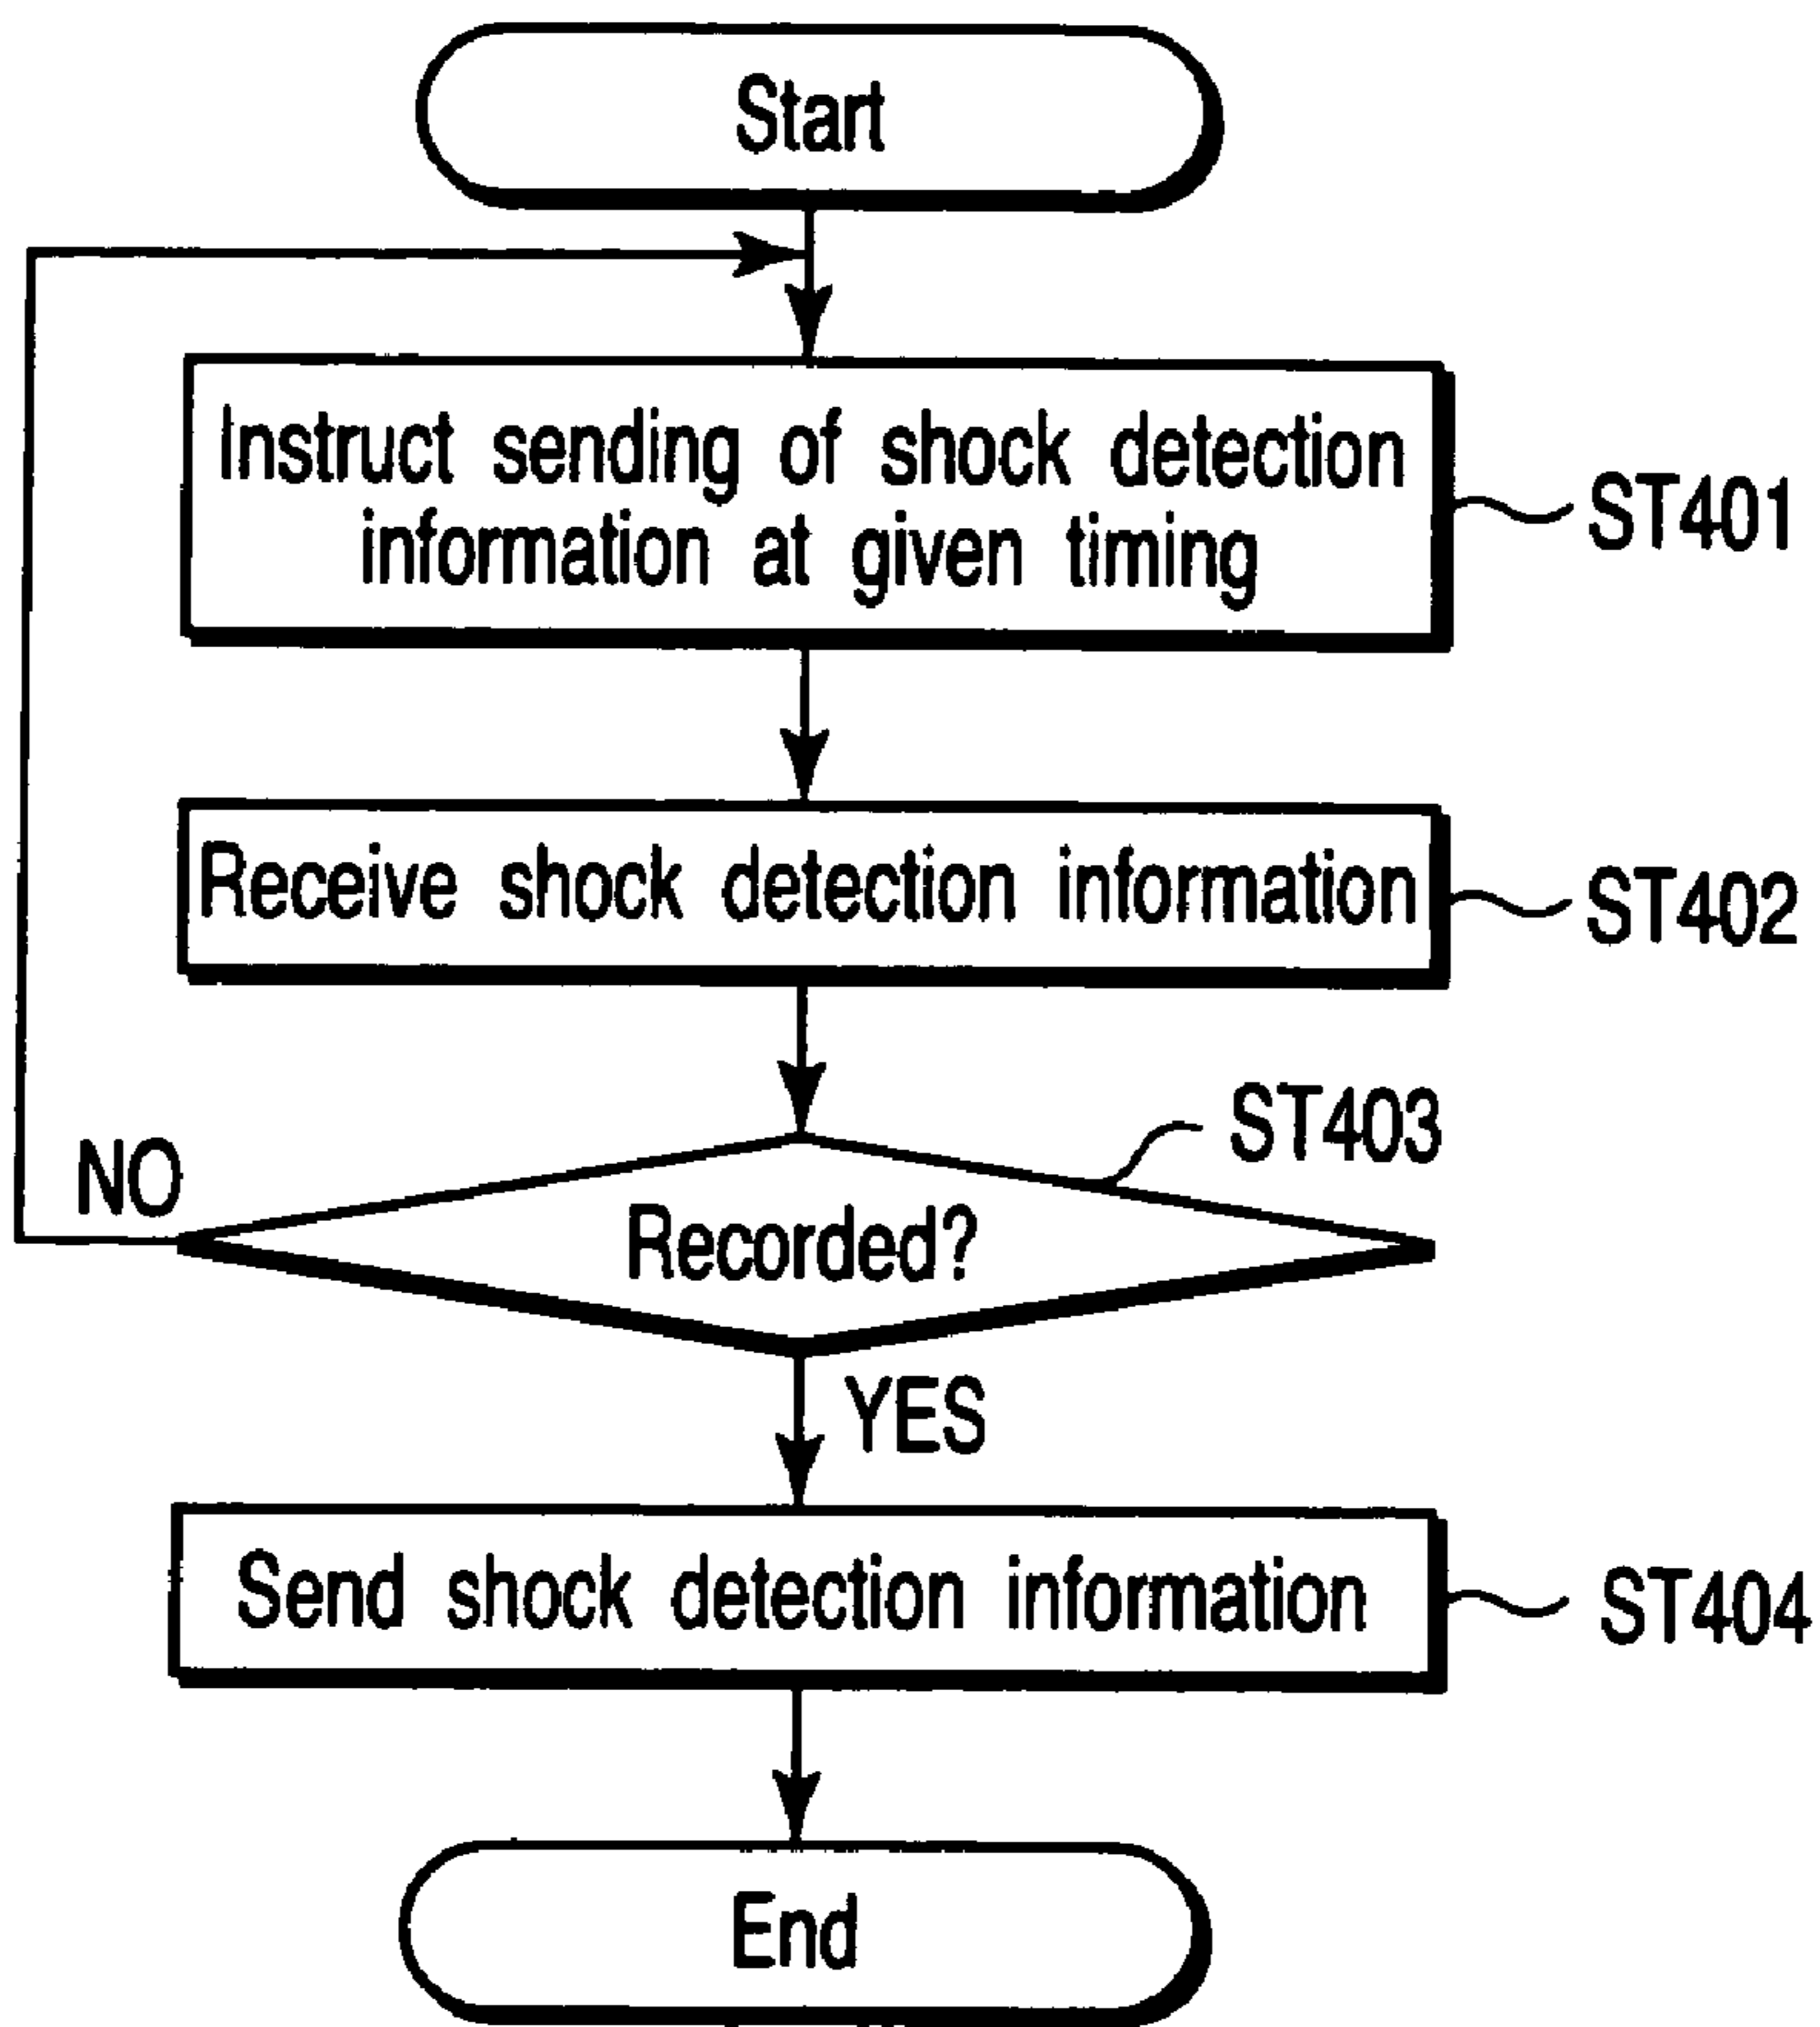 Start
Instruct sending of shock detection
information at given timing
ST401
Receive shock detection information
ST402
ST403
NO
Recorded?
YES
Send shock detection information
ST404
End